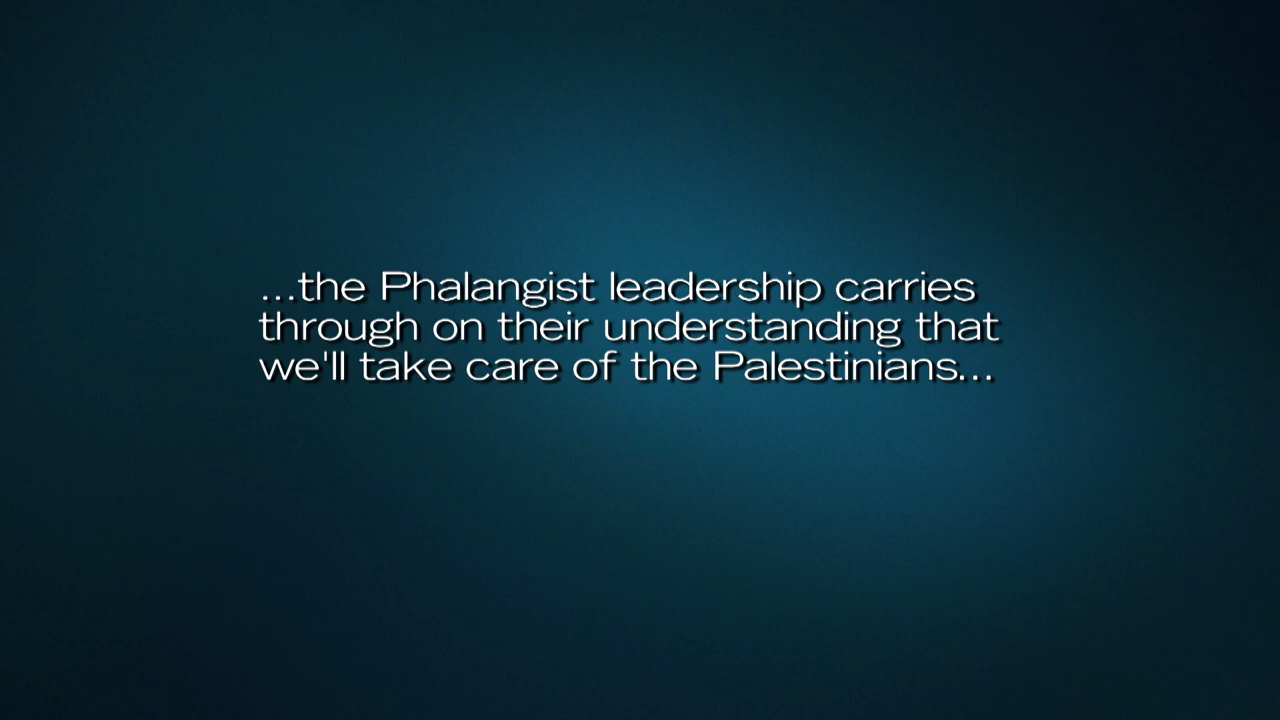 ...the Phalangist leadership carries
through on their understanding that
we'll take care of the Palestinians...